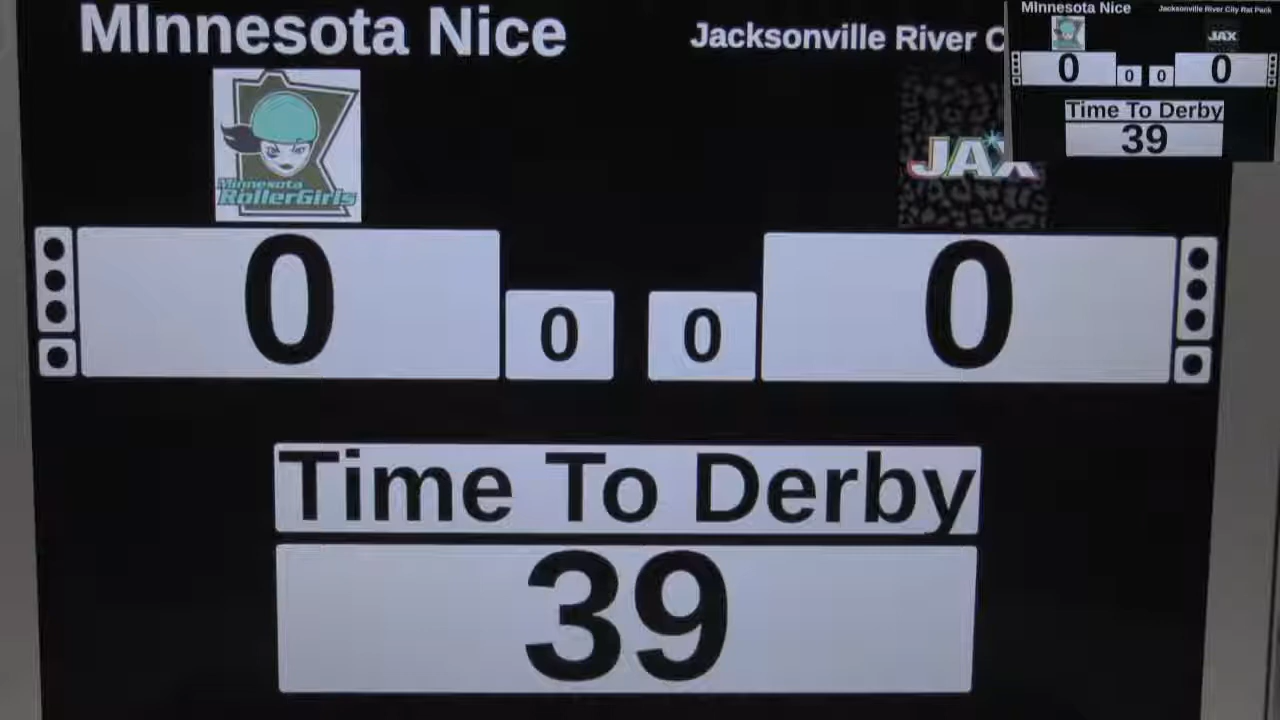 MInnesota Nice
Jacksonville River C
Minnesota
RollerGirls
JAX
0
0
0
0
Time To Derby
39
MInnesota Nice
Jacksonville River City Rat Pack
JAX
0
0
0
0
Time To Derby
39